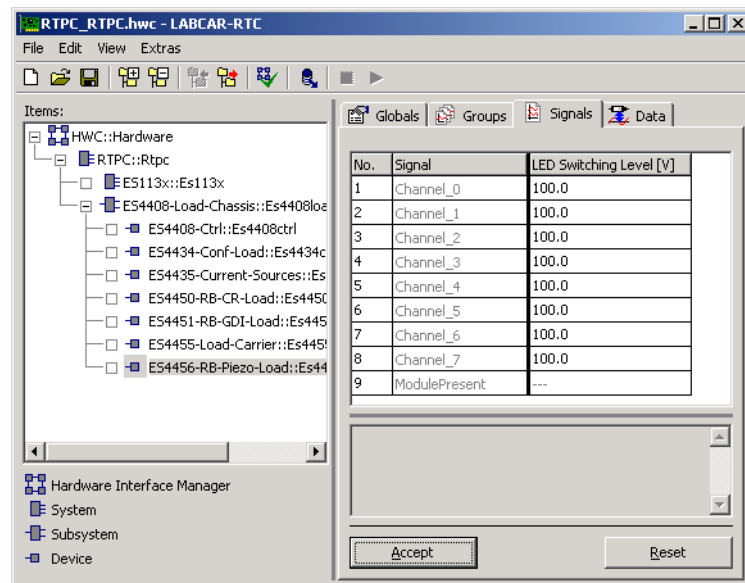 RTPC_RTPC.hwc - LABCAR-RTC
File Edit View Extras
Items:
HWC::Hardware
RTPC::Rtpc
ES113x::Es113x
ES4408-Load-Chassis::Es4408loa
ES4408-Ctrl::Es4408ctrl
ES4434-Conf-Load::Es4434c
ES4435-Current-Sources::Es
ES4450-RB-CR-Load::Es4450
ES4451-RB-GDI-Load::Es445
ES4455-Load-Carrier::Es4455
ES4456-RB-Piezo-Load::Es44
Hardware Interface Manager
System
Subsystem
Device
Globals Groups Signals Data
No. Signal LED Switching Level [V]
1 Channel_0 100.0
2 Channel_1 100.0
3 Channel_2 100.0
4 Channel_3 100.0
5 Channel_4 100.0
6 Channel_5 100.0
7 Channel_6 100.0
8 Channel_7 100.0
9 ModulePresent ---
Accept Reset